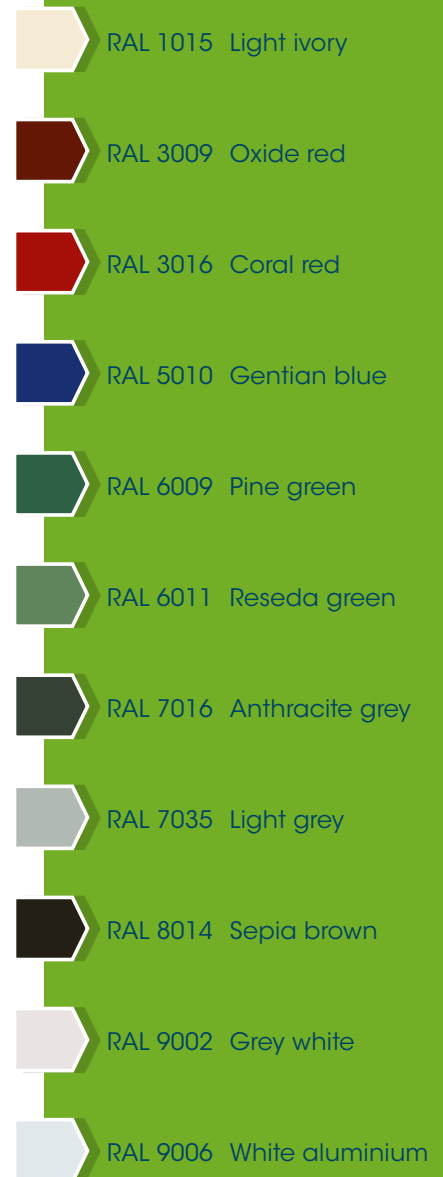 RAL 1015 Light ivory
RAL 3009 Oxide red
RAL 3016 Coral red
RAL 5010 Gentian blue
RAL 6009 Pine green
RAL 6011 Reseda green
RAL 7016 Anthracite grey
RAL 7035 Light grey
RAL 8014 Sepia brown
RAL 9002 Grey white
RAL 9006 White aluminium